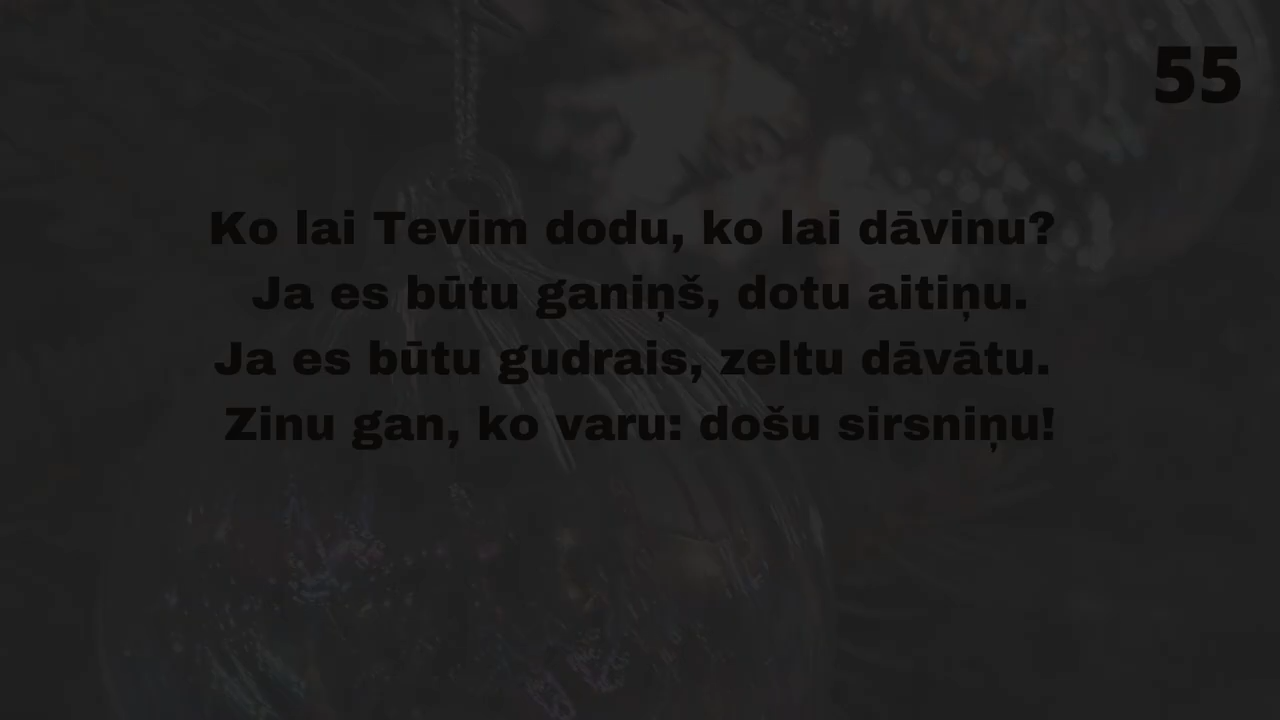 55
Ko lai Tevim dodu, ko lai dāvinu?
Ja es būtu ganiņš, dotu aitiņu.
Ja es būtu gudrais, zeltu dāvātu.
Zinu gan, ko varu: došu sirsniņu!